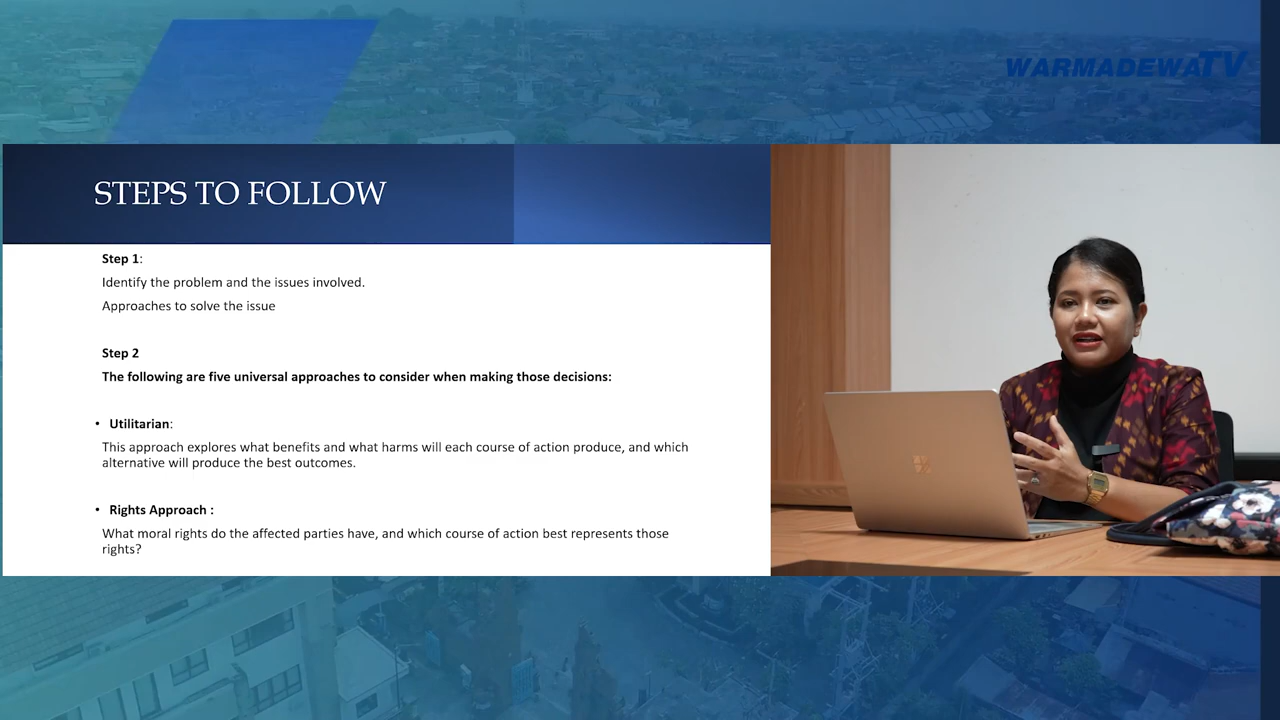 WARMADEWATV
STEPS TO FOLLOW
Step 1:
Identify the problem and the issues involved.
Approaches to solve the issue
Step 2
The following are five universal approaches to consider when making those decisions:
• Utilitarian:
This approach explores what benefits and what harms will each course of action produce, and which
alternative will produce the best outcomes.
• Rights Approach :
What moral rights do the affected parties have, and which course of action best represents those
rights?